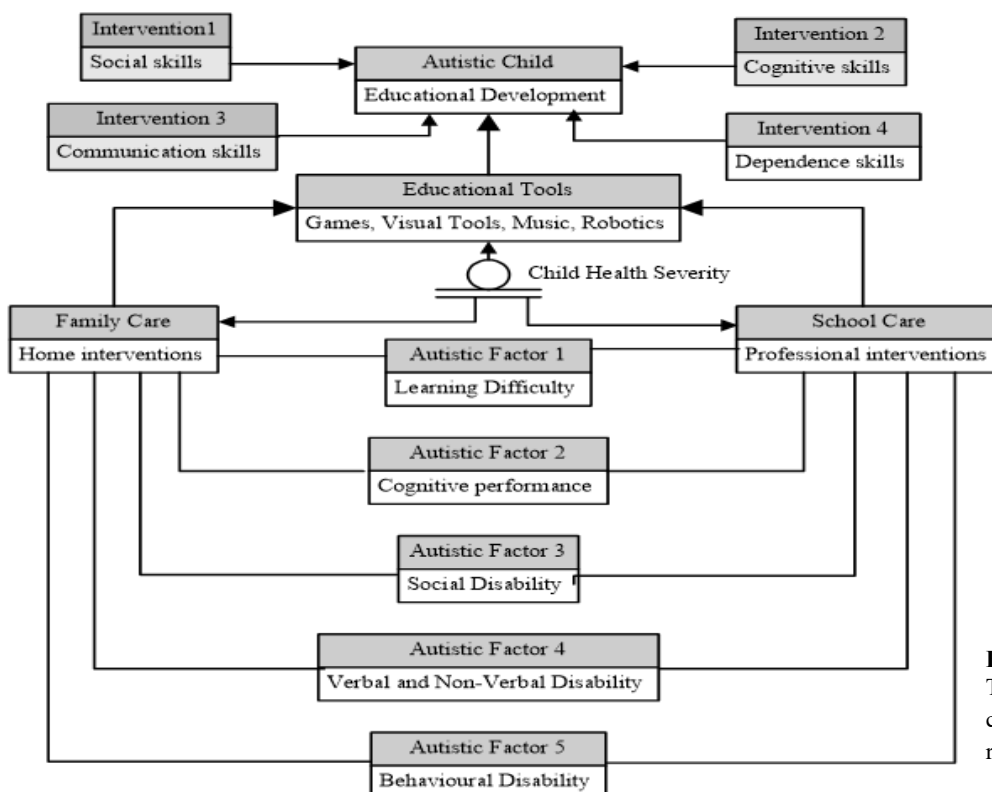 Intervention1
Social skills
Autistic Child
Educational Development
Intervention 2
Cognitive skills
Intervention 3
Communication skills
Intervention 4
Dependence skills
Educational Tools
Games, Visual Tools, Music, Robotics
Child Health Severity
Family Care
Home interventions
School Care
Professional interventions
Autistic Factor 1
Learning Difficulty
Autistic Factor 2
Cognitive performance
Autistic Factor 3
Social Disability
Autistic Factor 4
Verbal and Non-Verbal Disability
Autistic Factor 5
Behavioural Disability